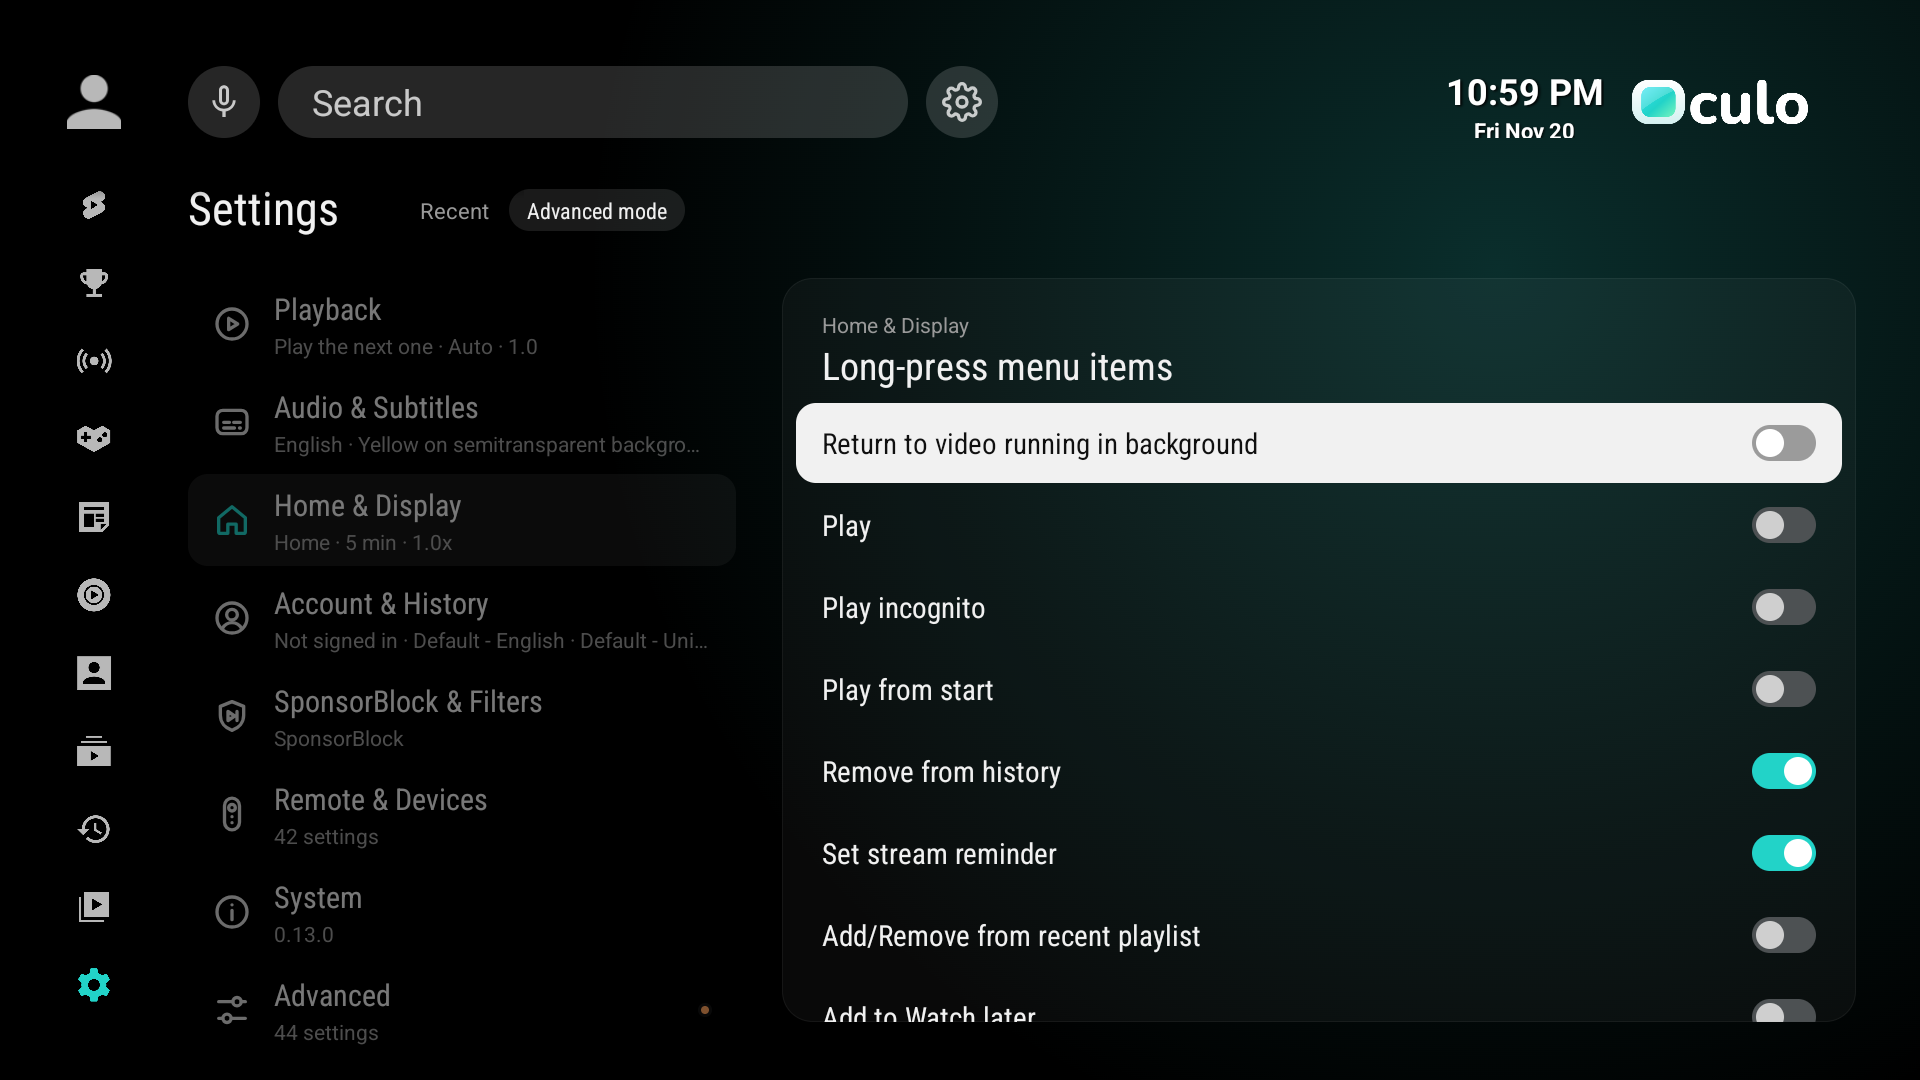 Search
10:59 PM
Fri Nov 20
Oculo
Settings
Recent
Advanced mode
Playback
Play the next one · Auto · 1.0
Audio & Subtitles
English · Yellow on semitransparent backgro...
Home & Display
Home · 5 min · 1.0x
Account & History
Not signed in · Default - English · Default - Uni...
SponsorBlock & Filters
SponsorBlock
Remote & Devices
42 settings
System
0.13.0
Advanced
44 settings
Home & Display
Long-press menu items
Return to video running in background
Play
Play incognito
Play from start
Remove from history
Set stream reminder
Add/Remove from recent playlist
Add to Watch later